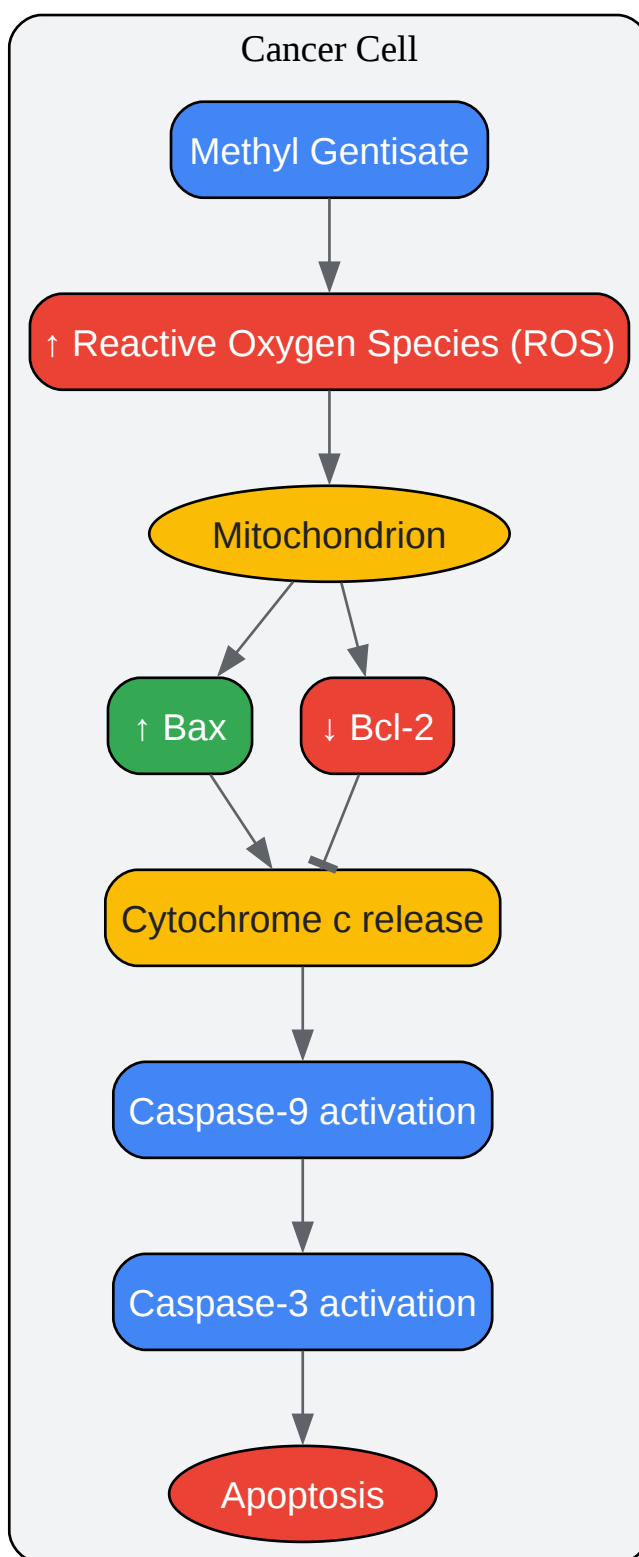 Cancer Cell
Methyl Gentisate
↑ Reactive Oxygen Species (ROS)
Mitochondrion
↑ Bax
↓ Bcl-2
Cytochrome c release
Caspase-9 activation
Caspase-3 activation
Apoptosis